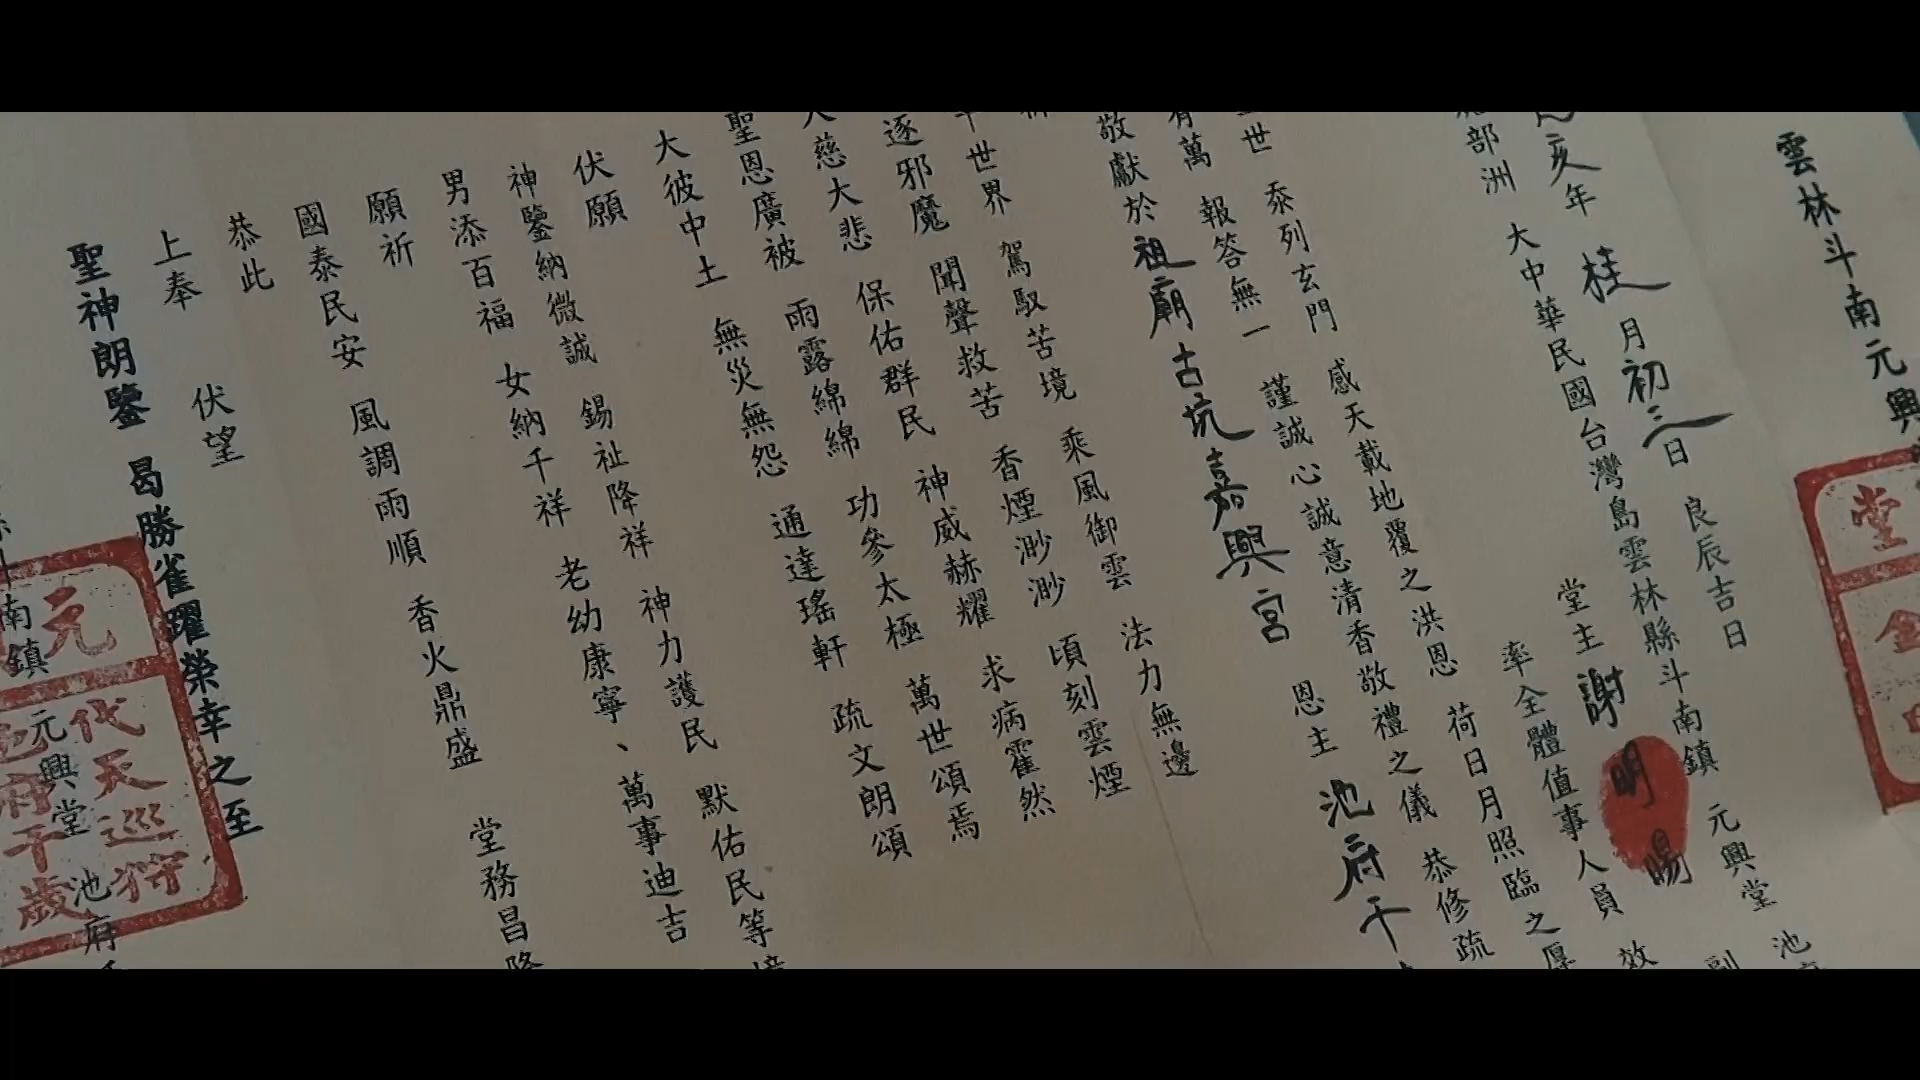 雲林斗南元興
亥年 桂月初三日 良辰吉日
部洲 大中華民國台灣島雲林縣斗南鎮 元興堂 池
堂主 謝明暘
率全體值事人員 效
世 泰列玄門 感天載地覆之洪恩 荷日月照臨之厚
有萬 報答無一 謹誠心誠意清香敬禮之儀 恭修疏
敬獻於祖廟古坑嘉興宮 恩主 池府千
世界 駕馭苦境 乘風御雲 法力無邊
逐邪魔 聞聲救苦 香煙渺渺 頃刻雲煙
慈大悲 保佑群民 神威赫耀 求病霍然
聖恩廣被 雨露綿綿 功參太極 萬世頌焉
大彼中土 無災無怨 通達瑤軒 疏文朗頌
伏願
神鑒納微誠 錫祉降祥 神力護民 默佑民等境
男添百福 女納千祥 老幼康寧、萬事迪吉
願祈
國泰民安 風調雨順 香火鼎盛 堂務昌隆
恭此
上奉 伏望
聖神朗鑒 曷勝雀躍榮幸之至
南鎮 元興堂 池府
堂
元
代天巡狩
池府千歲